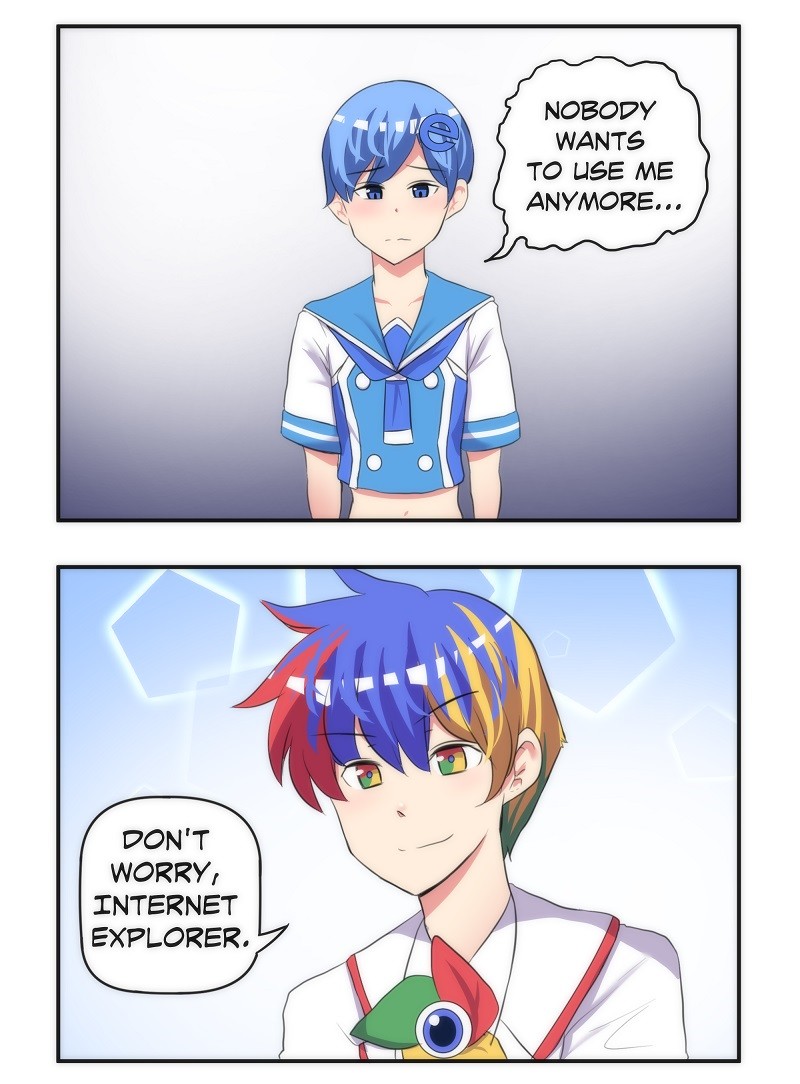 e
NOBODY
WANTS
TO USE ME
ANYMORE...
DON'T
WORRY,
INTERNET
EXPLORER.